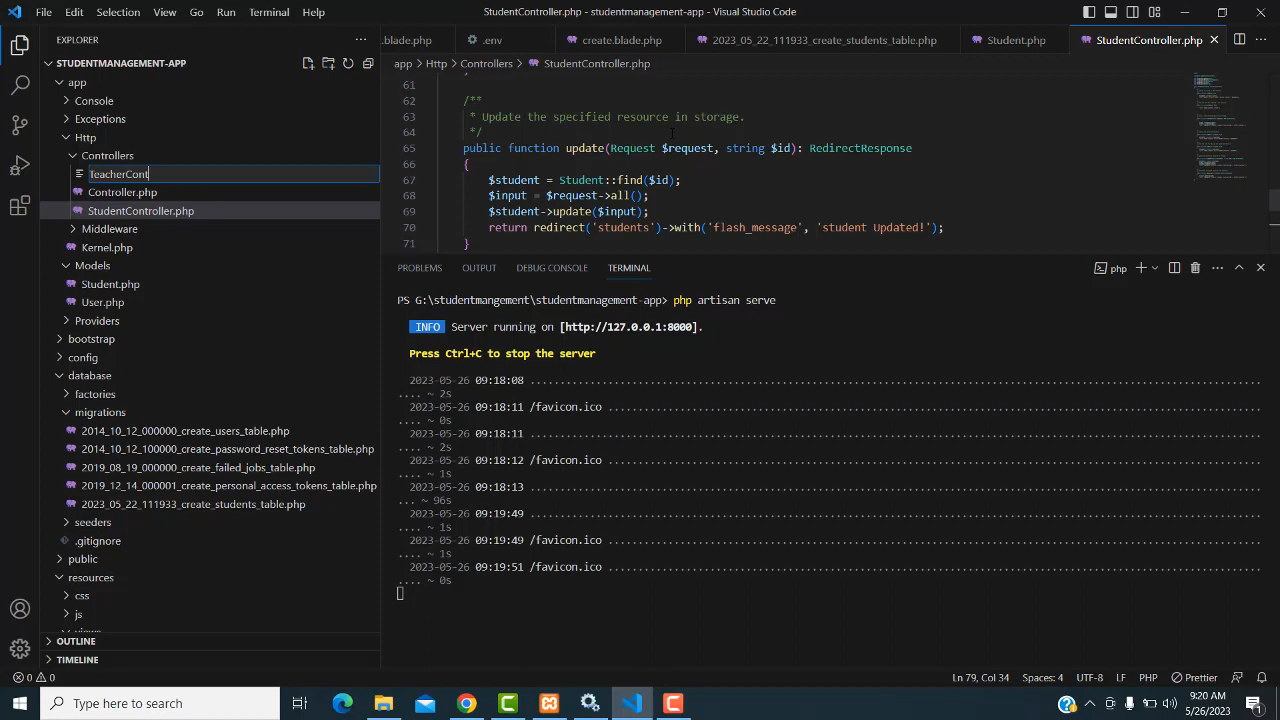 File Edit Selection View Go Run Terminal Help StudentController.php - studentmanagement-app - Visual Studio Code
EXPLORER
.blade.php .env create.blade.php 2023_05_22_111933_create_students_table.php Student.php StudentController.php
STUDENTMANAGEMENT-APP
app > Http > Controllers > StudentController.php
app
Console
Exceptions
Http
Controllers
TeacherCont
Controller.php
StudentController.php
Middleware
Kernel.php
Models
Student.php
User.php
Providers
bootstrap
config
database
factories
migrations
2014_10_12_000000_create_users_table.php
2014_10_12_100000_create_password_reset_tokens_table.php
2019_08_19_000000_create_failed_jobs_table.php
2019_12_14_000001_create_personal_access_tokens_table.php
2023_05_22_111933_create_students_table.php
seeders
.gitignore
public
resources
css
js
views
OUTLINE
TIMELINE
61
62 /**
63 * Update the specified resource in storage.
64 */
65 public function update(Request $request, string $id): RedirectResponse
66 {
67 = Student::find($id);
68 $input = $request->all();
69 $student->update($input);
70 return redirect('students')->with('flash_message', 'student Updated!');
71 }
PROBLEMS OUTPUT DEBUG CONSOLE TERMINAL php
PS G:\studentmangement\studentmanagement-app> php artisan serve
INFO Server running on [http://127.0.0.1:8000].
Press Ctrl+C to stop the server
2023-05-26 09:18:08 ........................................
.... ~ 2s
2023-05-26 09:18:11 /favicon.ico ........................................
.... ~ 0s
2023-05-26 09:18:11 ........................................
.... ~ 2s
2023-05-26 09:18:12 /favicon.ico ........................................
.... ~ 1s
2023-05-26 09:18:13 ........................................
... ~ 96s
2023-05-26 09:19:49 ........................................
.... ~ 1s
2023-05-26 09:19:49 /favicon.ico ........................................
.... ~ 1s
2023-05-26 09:19:51 /favicon.ico ........................................
.... ~ 0s
0 0 Ln 79, Col 34 Spaces: 4 UTF-8 LF PHP Prettier
Type here to search
9:20 AM
5/26/2023